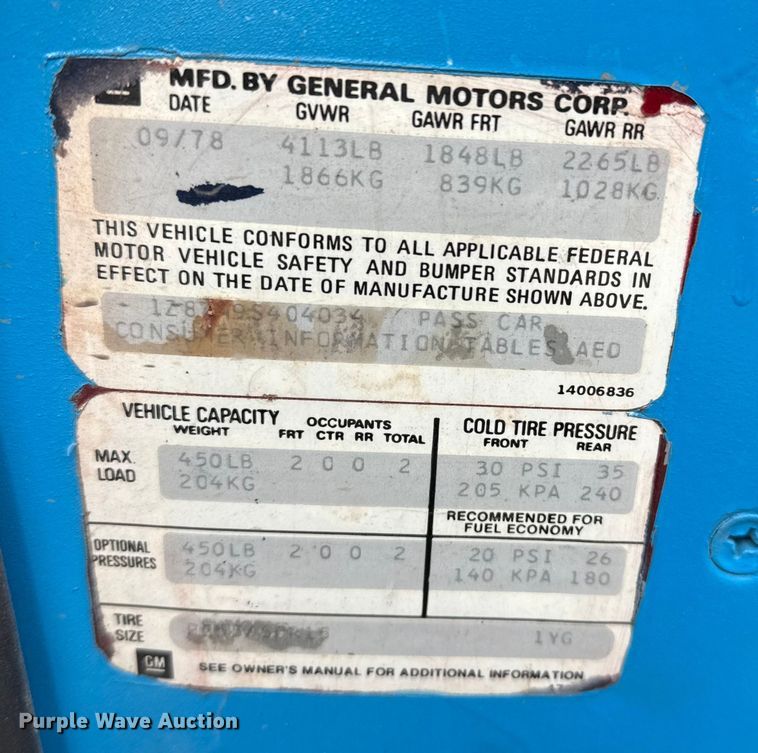 GM MFD. BY GENERAL MOTORS CORP.
DATE GVWR GAWR FRT GAWR RR
09/78 4113LB 1848LB 2265LB
1866KG 839KG 1028KG
THIS VEHICLE CONFORMS TO ALL APPLICABLE FEDERAL
MOTOR VEHICLE SAFETY AND BUMPER STANDARDS IN
EFFECT ON THE DATE OF MANUFACTURE SHOWN ABOVE.
PASS CAR
CONSUMER INFORMATION TABLES AEO
14006836
VEHICLE CAPACITY OCCUPANTS COLD TIRE PRESSURE
WEIGHT FRT CTR RR TOTAL FRONT REAR
MAX. LOAD 450LB 2 0 0 2 30 PSI 35
204KG 205 KPA 240
RECOMMENDED FOR
FUEL ECONOMY
OPTIONAL PRESSURES 450LB 2 0 0 2 20 PSI 26
204KG 140 KPA 180
TIRE
SIZE 1YG
GM SEE OWNER'S MANUAL FOR ADDITIONAL INFORMATION
Purple Wave Auction